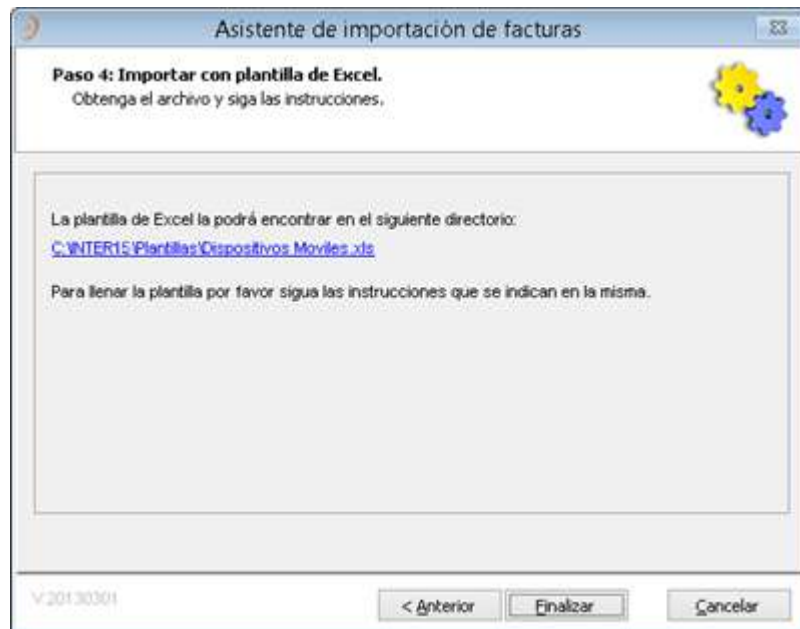 Asistente de importación de facturas
Paso 4: Importar con plantilla de Excel.
Obtenga el archivo y siga las instrucciones.
La plantilla de Excel la podrá encontrar en el siguiente directorio:
C:\INTER15\Plantillas\Dispositivos Moviles.xls
Para llenar la plantilla por favor sigua las instrucciones que se indican en la misma.
V.20130301
< Anterior
Finalizar
Cancelar